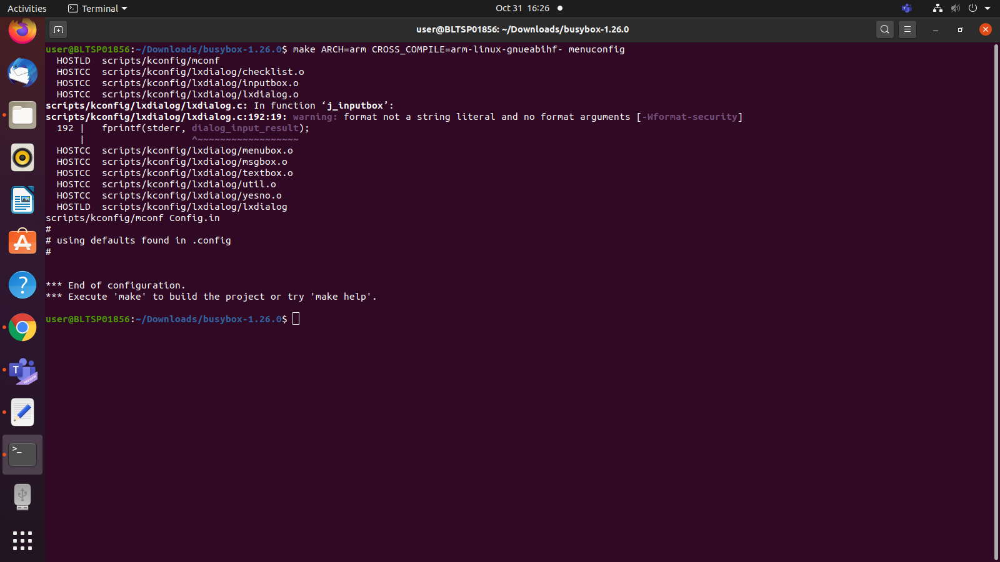 Activities
Terminal
Oct 31 16:26
user@BLTSP01856: ~/Downloads/busybox-1.26.0
user@BLTSP01856:~/Downloads/busybox-1.26.0$ make ARCH=arm CROSS_COMPILE=arm-linux-gnueabihf- menuconfig
  HOSTLD  scripts/kconfig/mconf
  HOSTCC  scripts/kconfig/lxdialog/checklist.o
  HOSTCC  scripts/kconfig/lxdialog/inputbox.o
  HOSTCC  scripts/kconfig/lxdialog/lxdialog.o
scripts/kconfig/lxdialog/lxdialog.c: In function ‘j_inputbox’:
scripts/kconfig/lxdialog/lxdialog.c:192:19: warning: format not a string literal and no format arguments [-Wformat-security]
  192 |   fprintf(stderr, dialog_input_result);
      |                   ^~~~~~~~~~~~~~~~~~~
  HOSTCC  scripts/kconfig/lxdialog/menubox.o
  HOSTCC  scripts/kconfig/lxdialog/msgbox.o
  HOSTCC  scripts/kconfig/lxdialog/textbox.o
  HOSTCC  scripts/kconfig/lxdialog/util.o
  HOSTCC  scripts/kconfig/lxdialog/yesno.o
  HOSTLD  scripts/kconfig/lxdialog/lxdialog
scripts/kconfig/mconf Config.in
#
# using defaults found in .config
#
*** End of configuration.
*** Execute 'make' to build the project or try 'make help'.
user@BLTSP01856:~/Downloads/busybox-1.26.0$